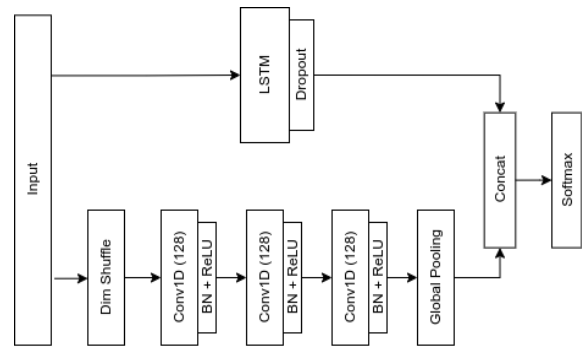 Input
LSTM
Dropout
Dim Shuffle
Conv1D (128)
BN + ReLU
Conv1D (128)
BN + ReLU
Conv1D (128)
BN + ReLU
Global Pooling
Concat
Softmax